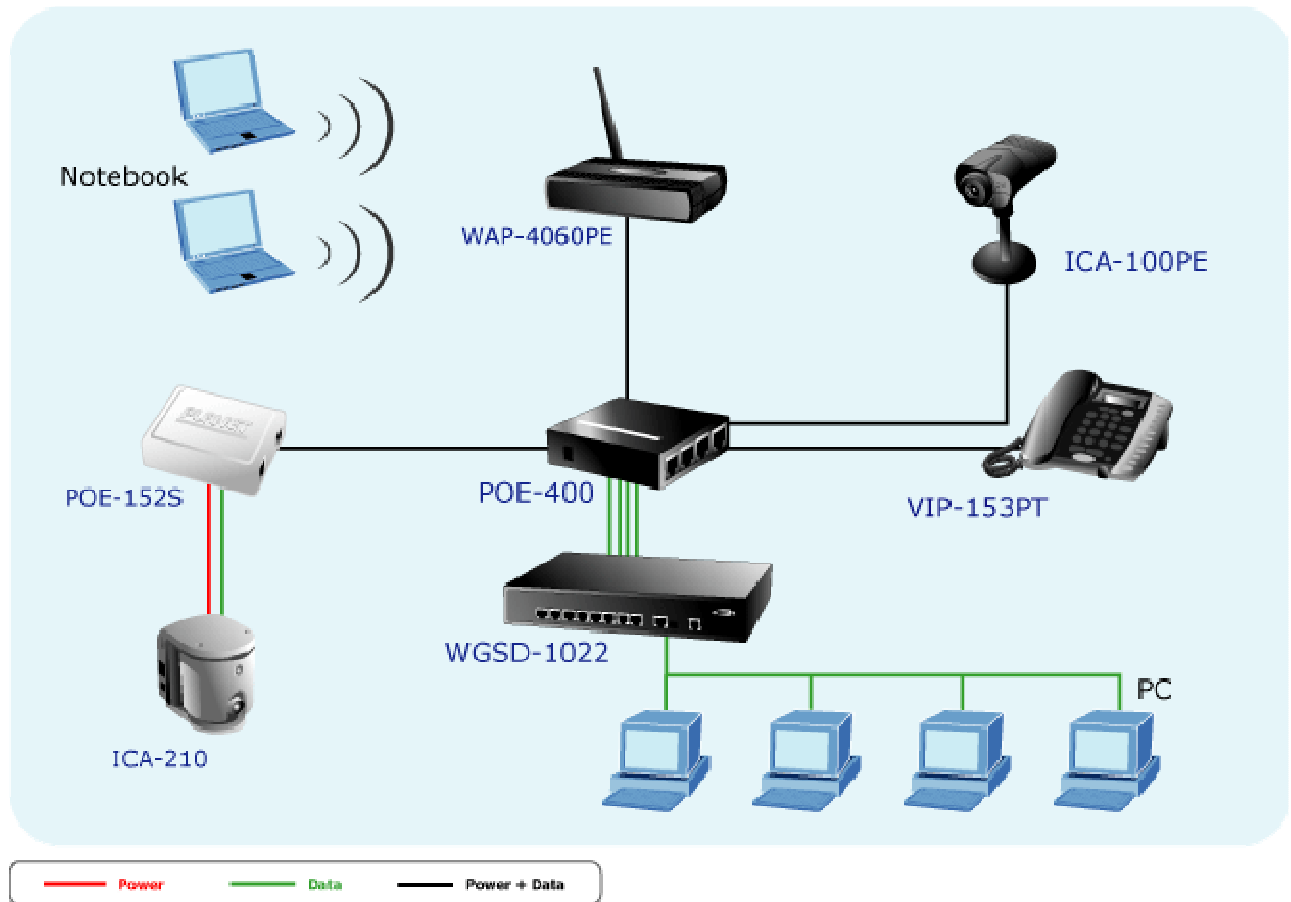 Notebook
WAP-4060PE
ICA-100PE
PLANET
POE-152S
POE-400
VIP-153PT
WGSD-1022
PC
ICA-210
Power
Data
Power + Data